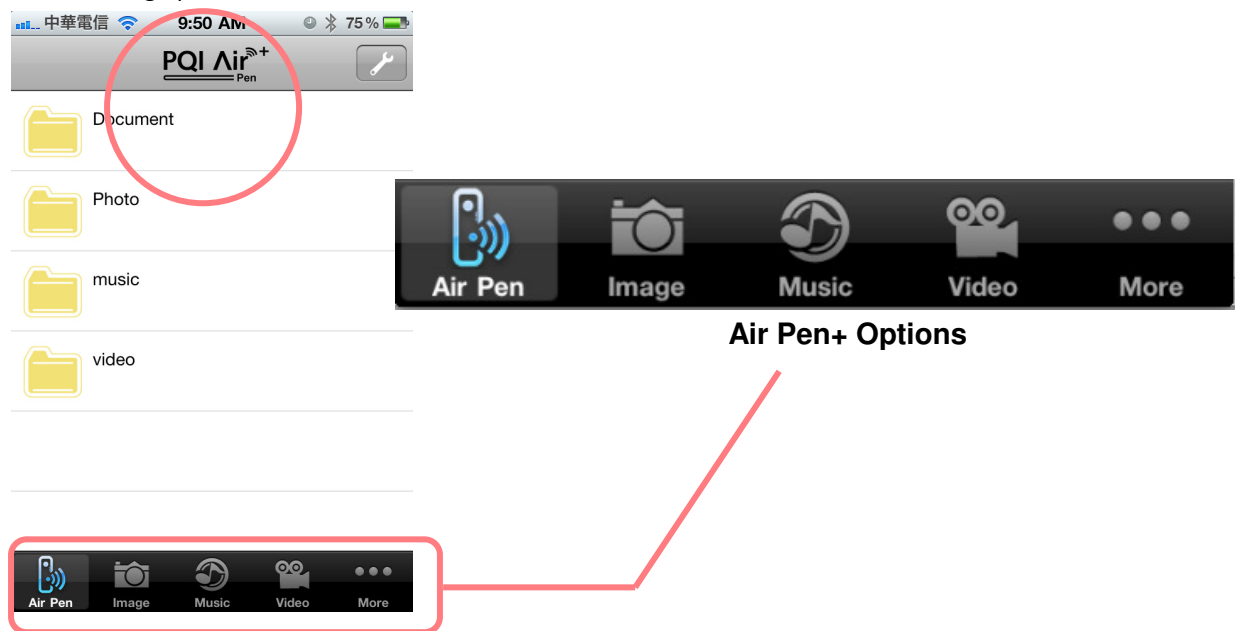 中華電信 9:50 AM 75%
PQI Air+
Pen
Document
Photo
music
video
Air Pen Image Music Video More
Air Pen+ Options
Air Pen Image Music Video More